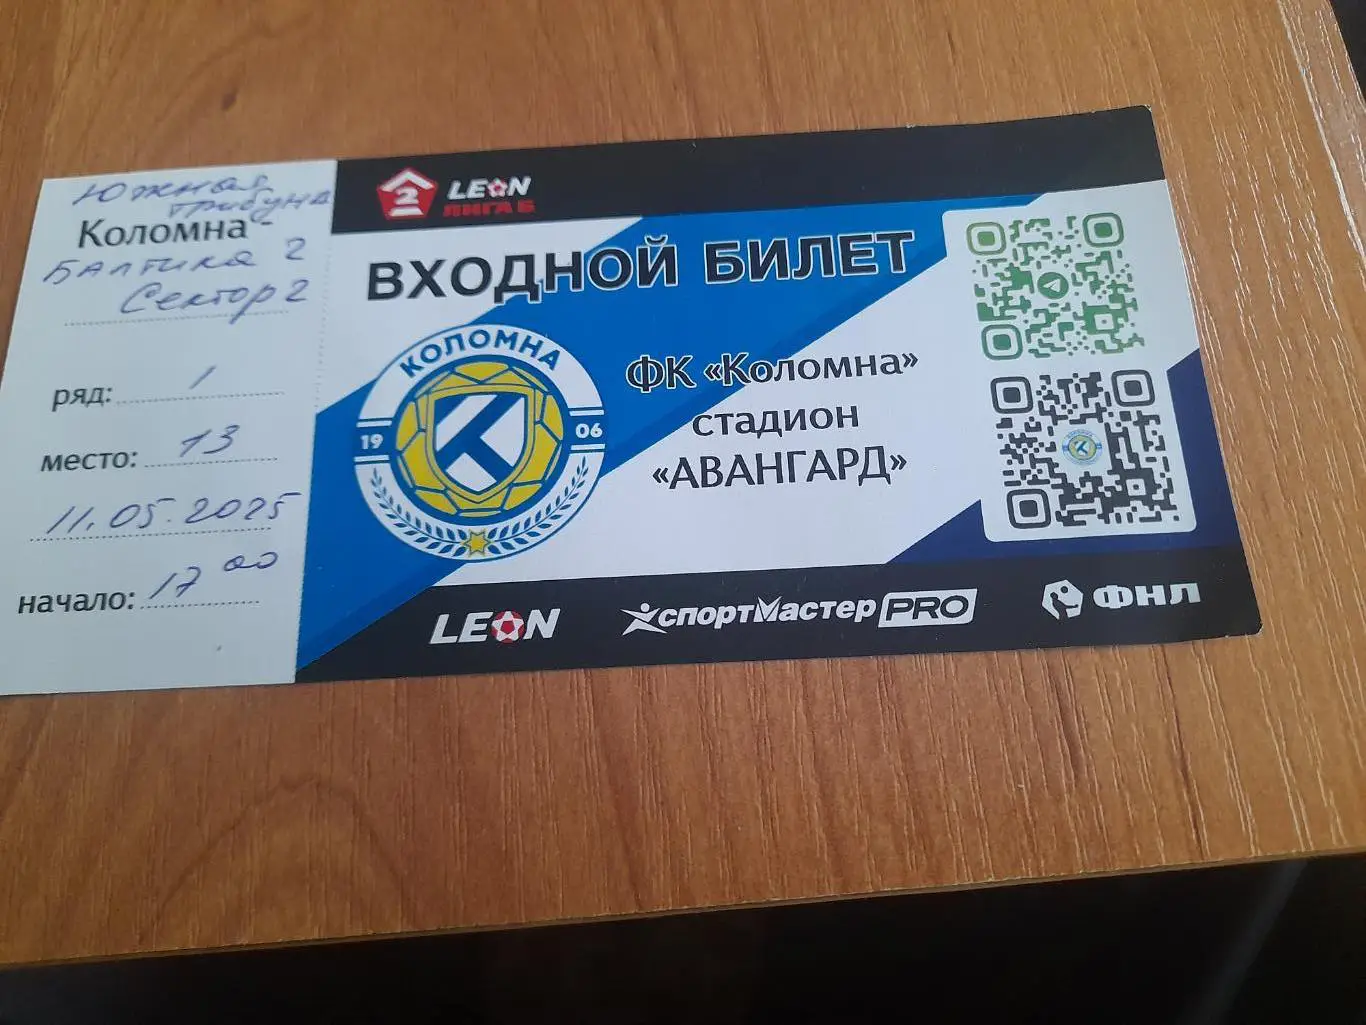 Южная
трибуна
Коломна -
Балтика 2
Сектор 2
ряд: 1
место: 13
11.05.2025
начало: 17 00
2 LEON
ЛИГА Б
ВХОДНОЙ БИЛЕТ
КОЛОМНА
19 06
К
ФК «Коломна»
стадион
«АВАНГАРД»
LEON
спортмастер PRO
ФНЛ